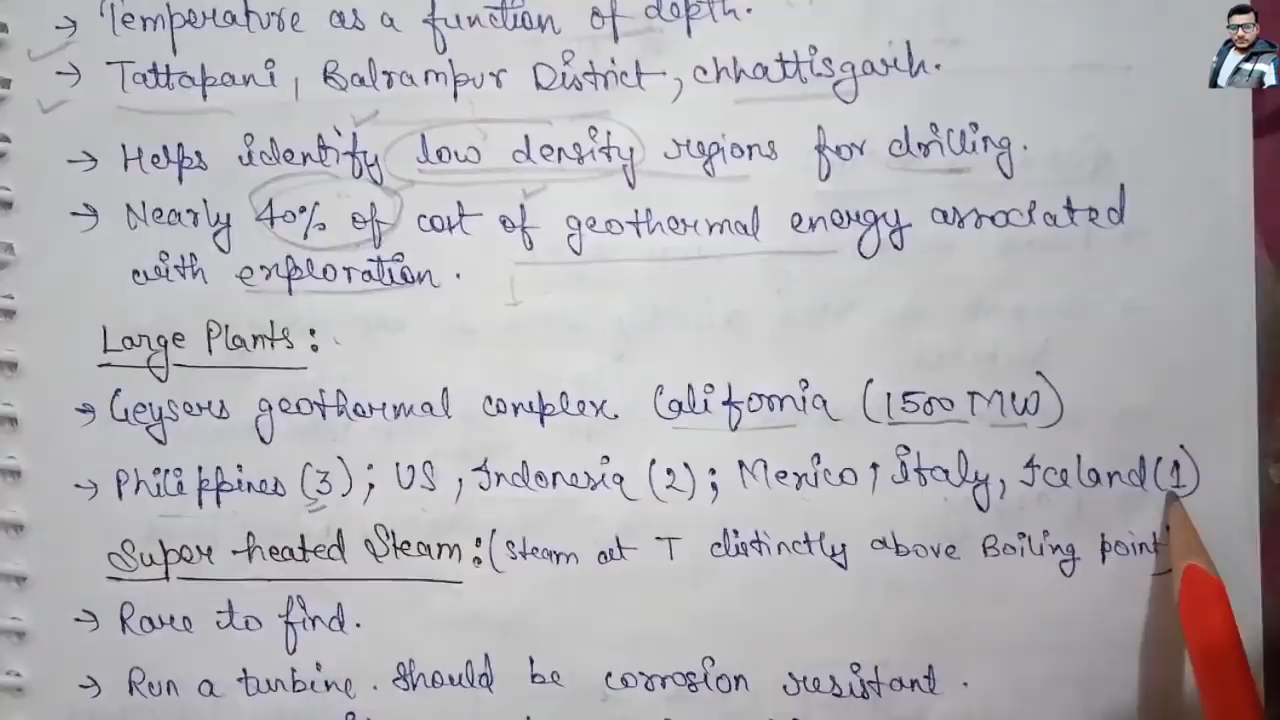 → Temperature as a function of depth.
→ Tattapani, Balrampur District, chhattisgarh.
→ Helps identify low density regions for drilling.
→ Nearly 40% of cost of geothermal energy associated
with exploration.
Large Plants:
→ Geysers geothermal complex. California (1500 MW)
→ Philippines (3); US, Indonesia (2); Mexico, Italy, Iceland (1)
Super heated Steam: (Steam at T distinctly above Boiling point)
→ Rare to find.
→ Run a turbine. Should be corrosion resistant.